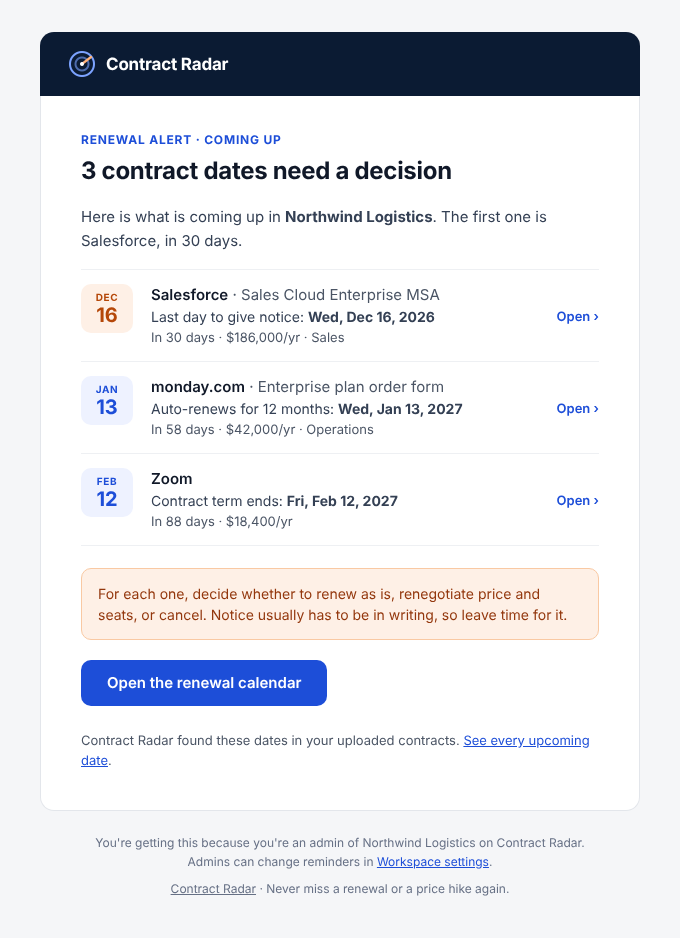 Contract Radar
RENEWAL ALERT · COMING UP
3 contract dates need a decision
Here is what is coming up in Northwind Logistics. The first one is
Salesforce, in 30 days.
DEC
16
Salesforce · Sales Cloud Enterprise MSA
Last day to give notice: Wed, Dec 16, 2026
In 30 days · $186,000/yr · Sales
Open ›
JAN
13
monday.com · Enterprise plan order form
Auto-renews for 12 months: Wed, Jan 13, 2027
In 58 days · $42,000/yr · Operations
Open ›
FEB
12
Zoom
Contract term ends: Fri, Feb 12, 2027
In 88 days · $18,400/yr
Open ›
For each one, decide whether to renew as is, renegotiate price and
seats, or cancel. Notice usually has to be in writing, so leave time for it.
Open the renewal calendar
Contract Radar found these dates in your uploaded contracts. See every upcoming
date.
You're getting this because you're an admin of Northwind Logistics on Contract Radar.
Admins can change reminders in Workspace settings.
Contract Radar · Never miss a renewal or a price hike again.